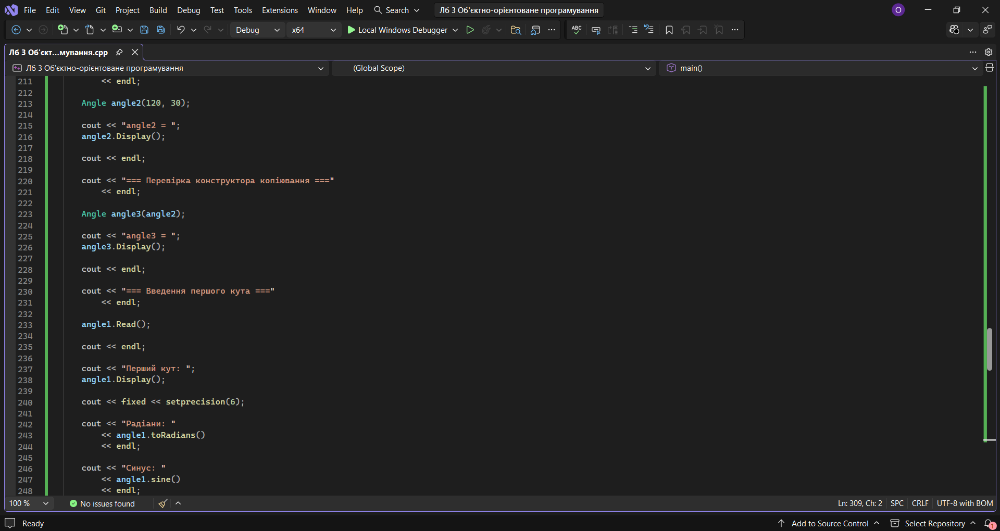 File Edit View Git Project Build Debug Test Tools Extensions Window Help Search Лб 3 Об'єктно-орієнтоване програмування O
Debug x64 Local Windows Debugger ABC
Лб 3 Об'єкт...мування.cpp
Лб 3 Об'єктно-орієнтоване програмування (Global Scope) main()
211 << endl;
212
213 Angle angle2(120, 30);
214
215 cout << "angle2 = ";
216 angle2.Display();
217
218 cout << endl;
219
220 cout << "=== Перевірка конструктора копіювання ==="
221 << endl;
222
223 Angle angle3(angle2);
224
225 cout << "angle3 = ";
226 angle3.Display();
227
228 cout << endl;
229
230 cout << "=== Введення першого кута ==="
231 << endl;
232
233 angle1.Read();
234
235 cout << endl;
236
237 cout << "Перший кут: ";
238 angle1.Display();
239
240 cout << fixed << setprecision(6);
241
242 cout << "Радіани: "
243 << angle1.toRadians()
244 << endl;
245
246 cout << "Синус: "
247 << angle1.sine()
248 << endl;
100 % No issues found Ln: 309, Ch: 2 SPC CRLF UTF-8 with BOM
Ready Add to Source Control Select Repository 1